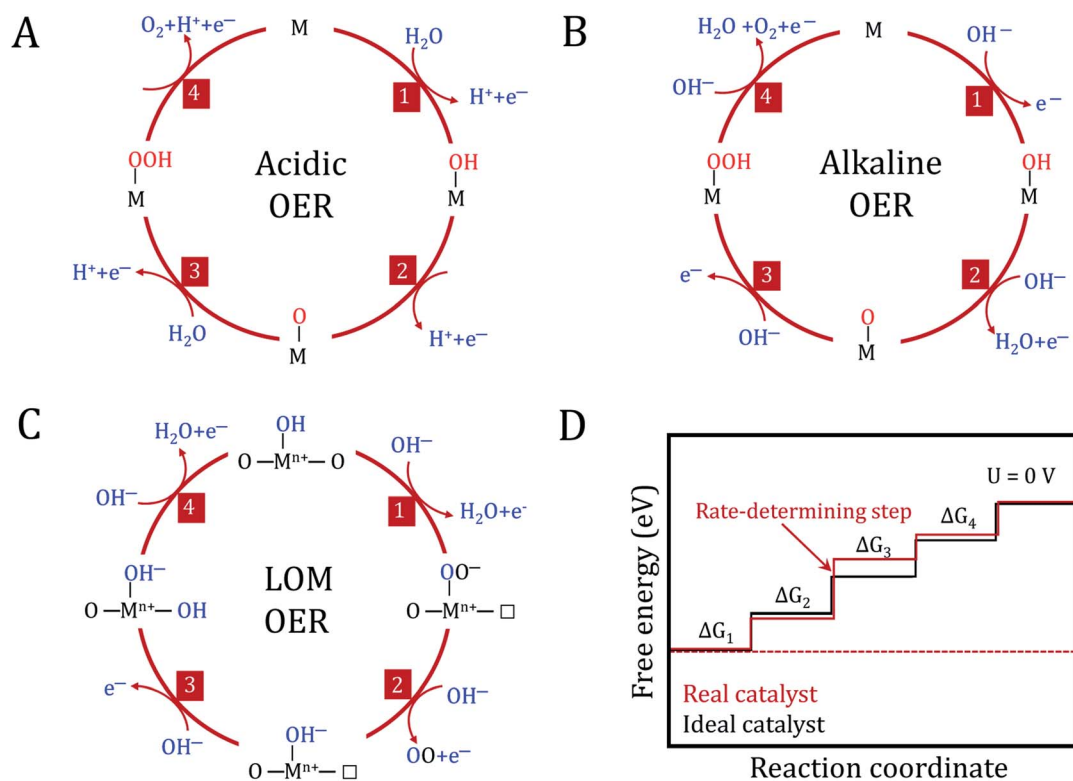 A
O₂+H⁺+e⁻
M
H₂O
4
1
H⁺+e⁻
OOH
M
Acidic
OER
OH
M
H⁺+e⁻
3
2
H₂O
O
M
H⁺+e⁻
B
H₂O +O₂+e⁻
M
OH⁻
OH⁻
4
1
e⁻
OOH
M
Alkaline
OER
OH
M
e⁻
3
2
OH⁻
OH⁻
O
M
H₂O+e⁻
C
H₂O+e⁻
OH
O —Mⁿ⁺— O
OH⁻
OH⁻
4
1
H₂O+e⁻
OH⁻
O —Mⁿ⁺— OH
LOM
OER
OO⁻
O —Mⁿ⁺— □
e⁻
3
2
OH⁻
OH⁻
OH⁻
O —Mⁿ⁺— □
OO+e⁻
D
U = 0 V
Rate-determining step
ΔG₄
ΔG₃
ΔG₂
ΔG₁
Real catalyst
Ideal catalyst
Free energy (eV)
Reaction coordinate